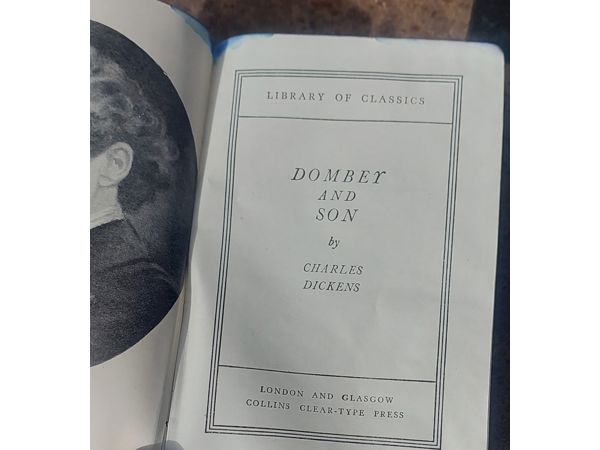 LIBRARY OF CLASSICS
DOMBEY
AND
SON
by
CHARLES
DICKENS
LONDON AND GLASGOW
COLLINS CLEAR-TYPE PRESS